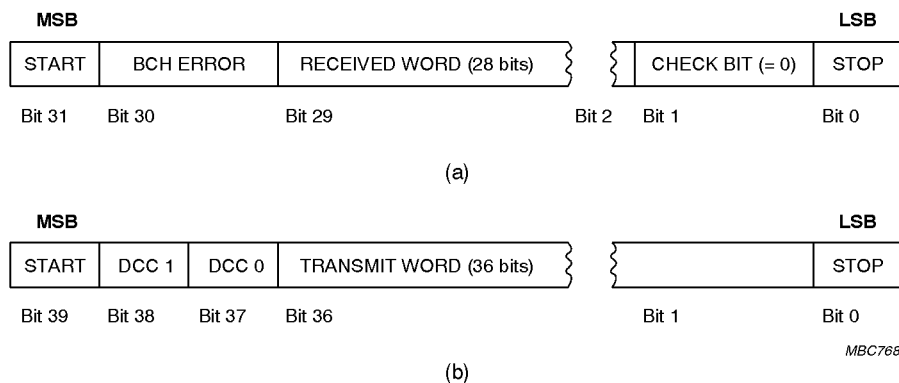 MSB LSB
START BCH ERROR RECEIVED WORD (28 bits) CHECK BIT (= 0) STOP
Bit 31 Bit 30 Bit 29 Bit 2 Bit 1 Bit 0
(a)
MSB LSB
START DCC 1 DCC 0 TRANSMIT WORD (36 bits) STOP
Bit 39 Bit 38 Bit 37 Bit 36 Bit 1 Bit 0
MBC768
(b)